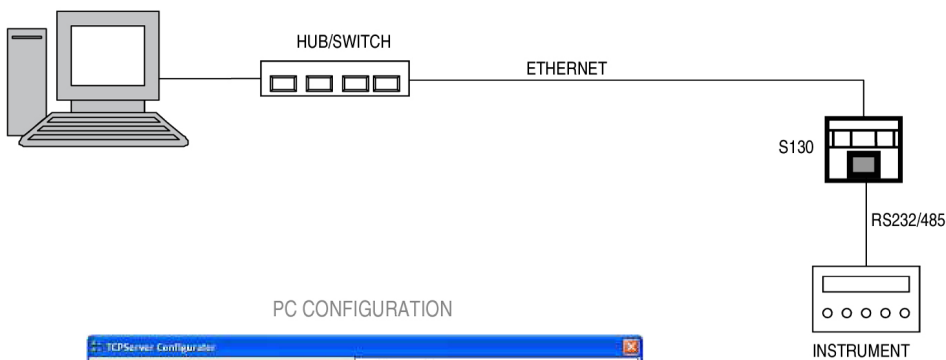 HUB/SWITCH
ETHERNET
S130
RS232/485
PC CONFIGURATION
TCPServer Configurator
INSTRUMENT